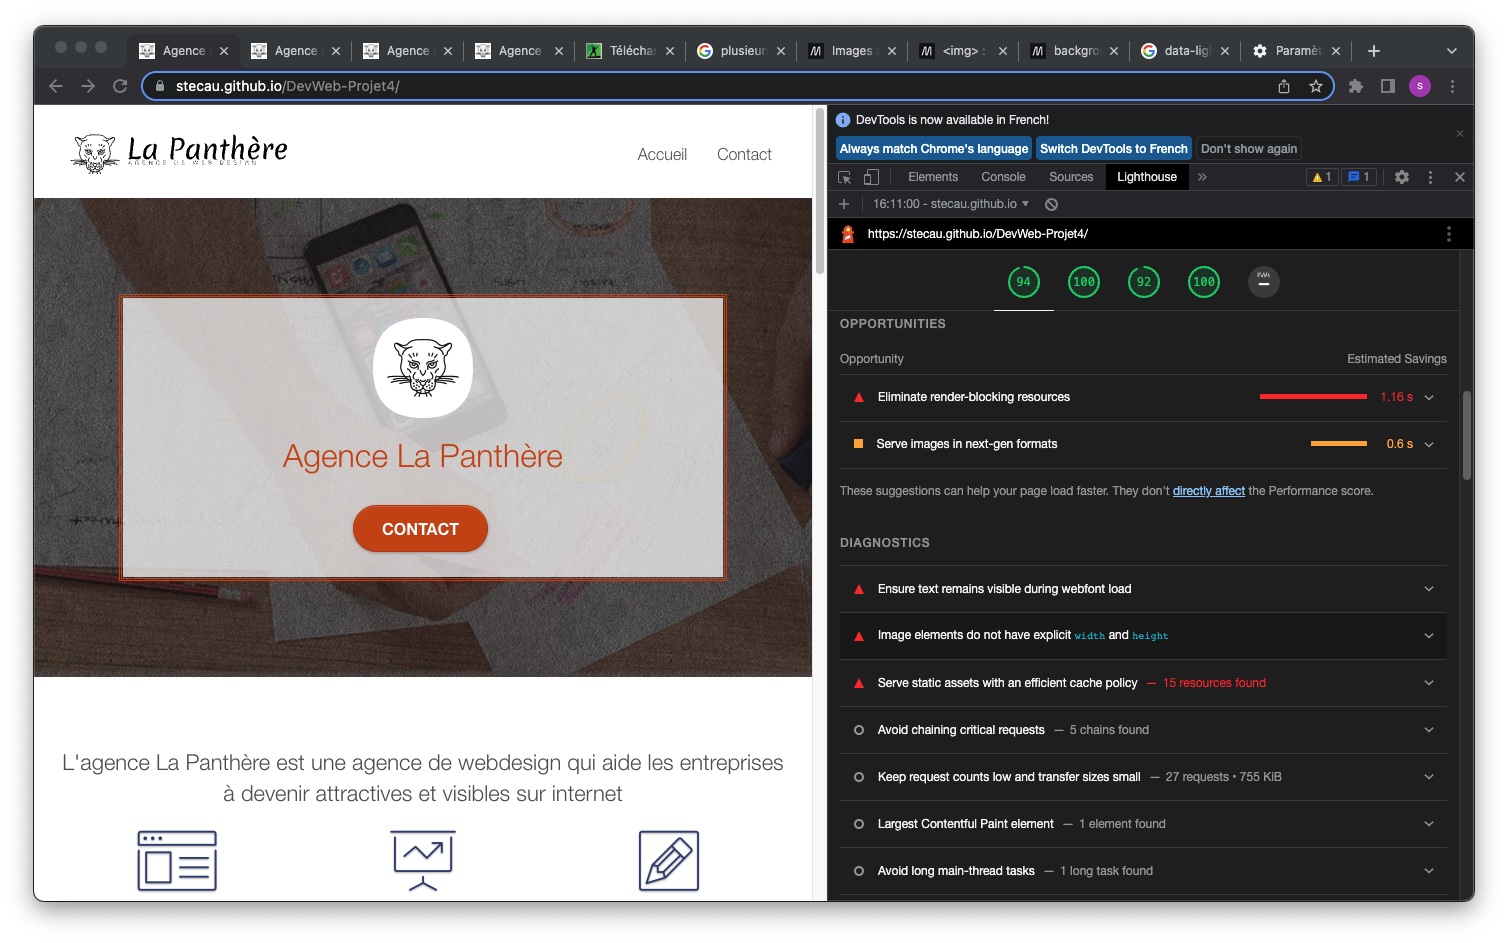 Agence
Agence
Agence
Agence
Téléchar
plusieur
Images
<img> :
backgro
data-lig
Paramèt
stecau.github.io/DevWeb-Projet4/
s
La Panthère
AGENCE DE WEB DESIGN
Accueil
Contact
Agence La Panthère
CONTACT
L'agence La Panthère est une agence de webdesign qui aide les entreprises
à devenir attractives et visibles sur internet
DevTools is now available in French!
Always match Chrome's language
Switch DevTools to French
Don't show again
Elements
Console
Sources
Lighthouse
1
1
16:11:00 - stecau.github.io
https://stecau.github.io/DevWeb-Projet4/
94
100
92
100
PWA
OPPORTUNITIES
Opportunity
Estimated Savings
Eliminate render-blocking resources
1.16 s
Serve images in next-gen formats
0.6 s
These suggestions can help your page load faster. They don't directly affect the Performance score.
DIAGNOSTICS
Ensure text remains visible during webfont load
Image elements do not have explicit width and height
Serve static assets with an efficient cache policy — 15 resources found
Avoid chaining critical requests — 5 chains found
Keep request counts low and transfer sizes small — 27 requests • 755 KiB
Largest Contentful Paint element — 1 element found
Avoid long main-thread tasks — 1 long task found